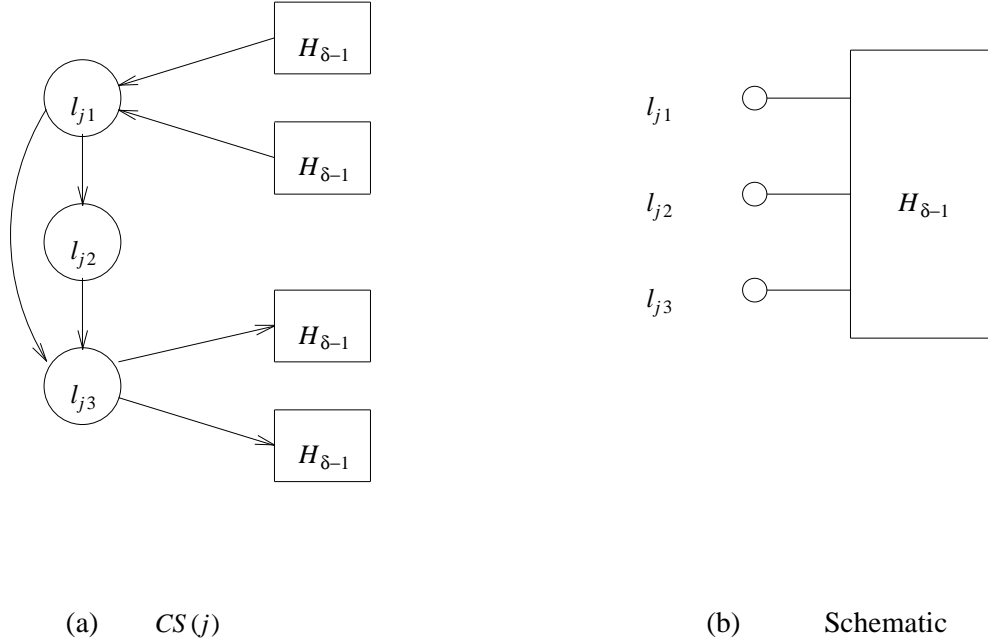 H_{δ−1}
l_{j1}
H_{δ−1}
l_{j2}
H_{δ−1}
l_{j3}
H_{δ−1}
(a) CS(j)
l_{j1}
l_{j2} H_{δ−1}
l_{j3}
(b) Schematic